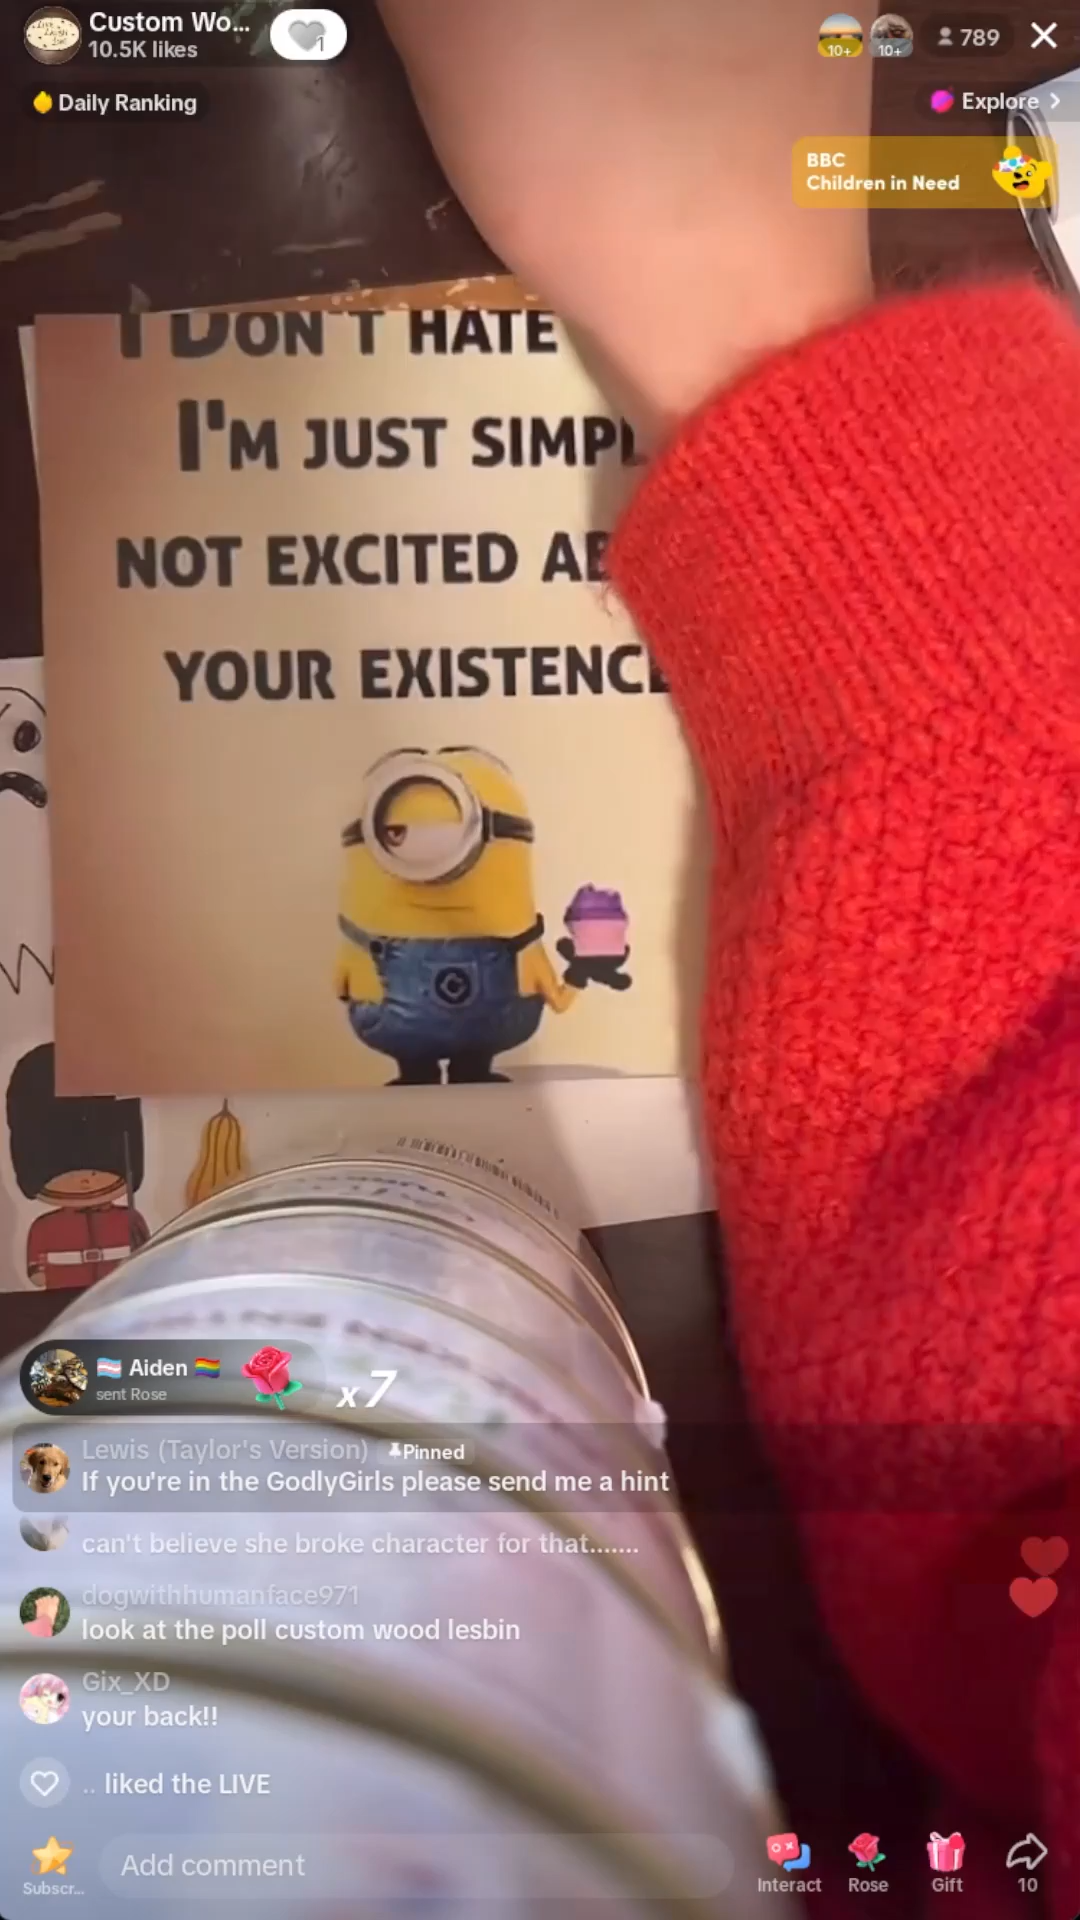 Custom Wo...
10.5K likes
1
10+
10+
789
Daily Ranking
Explore
BBC
Children in Need
I DON'T HATE
I'M JUST SIMPL
NOT EXCITED AB
YOUR EXISTENCE
Aiden
sent Rose
x7
Lewis (Taylor's Version) Pinned
If you're in the GodlyGirls please send me a hint
can't believe she broke character for that.......
dogwithhumanface971
look at the poll custom wood lesbin
Gix_XD
your back!!
.. liked the LIVE
Subscr...
Add comment
Interact
Rose
Gift
10